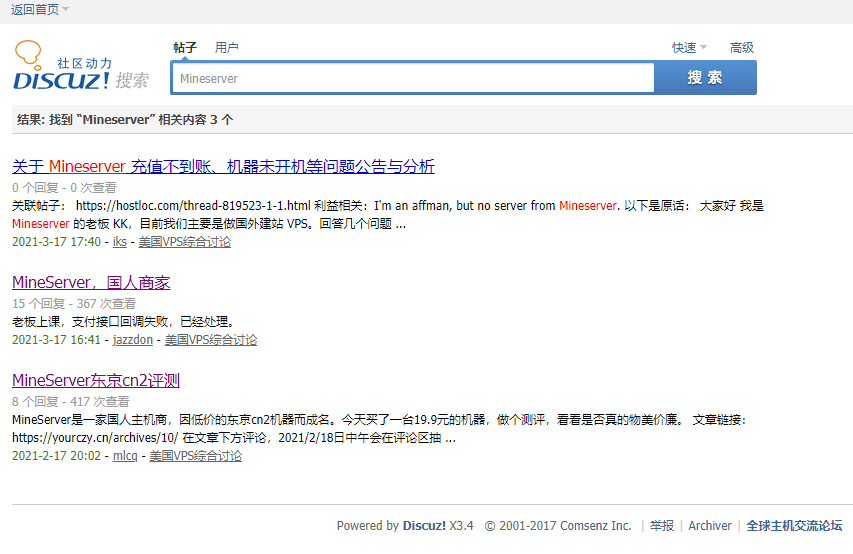 返回首页
帖子 用户 快速 高级
社区动力
DISCUZ! 搜索
Mineserver 搜 索
结果: 找到 “Mineserver” 相关内容 3 个
关于 Mineserver 充值不到账、机器未开机等问题公告与分析
0 个回复 - 0 次查看
关联帖子： https://hostloc.com/thread-819523-1-1.html 利益相关：I'm an affman, but no server from Mineserver. 以下是原话： 大家好 我是
Mineserver 的老板 KK，目前我们主要是做国外建站 VPS。回答几个问题 ...
2021-3-17 17:40 - iks - 美国VPS综合讨论
MineServer，国人商家
15 个回复 - 367 次查看
老板上课，支付接口回调失败，已经处理。
2021-3-17 16:41 - jazzdon - 美国VPS综合讨论
MineServer东京cn2评测
8 个回复 - 417 次查看
MineServer是一家国人主机商，因低价的东京cn2机器而成名。今天买了一台19.9元的机器，做个测评，看看是否真的物美价廉。 文章链接：
https://yourczy.cn/archives/10/ 在文章下方评论，2021/2/18日中午会在评论区抽 ...
2021-2-17 20:02 - mlcq - 美国VPS综合讨论
Powered by Discuz! X3.4 © 2001-2017 Comsenz Inc. | 举报 | Archiver | 全球主机交流论坛